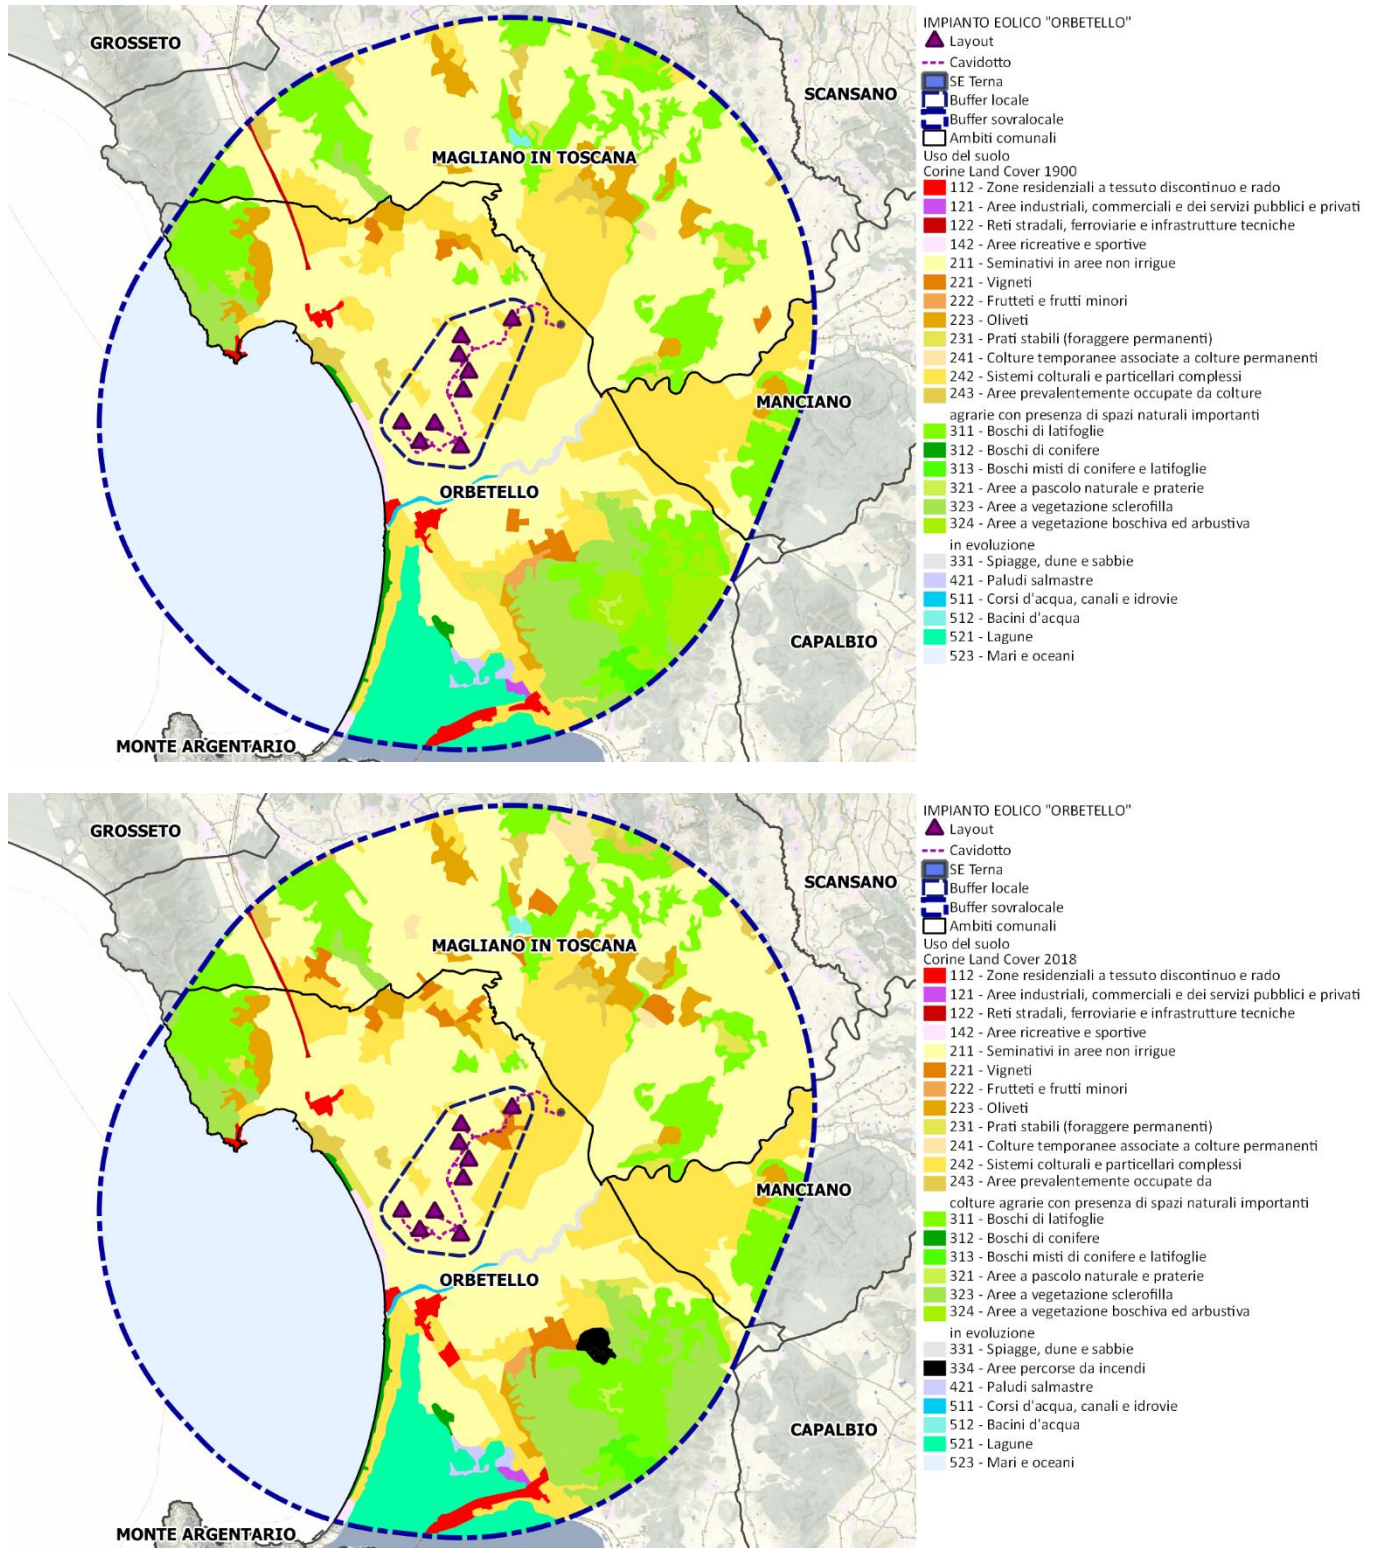 GROSSETO
SCANSANO
MAGLIANO IN TOSCANA
MANCIANO
ORBETELLO
CAPALBIO
MONTE ARGENTARIO
IMPIANTO EOLICO "ORBETELLO"
Layout
Cavidotto
SE Terna
Buffer locale
Buffer sovralocale
Ambiti comunali
Uso del suolo
Corine Land Cover 1900
112 - Zone residenziali a tessuto discontinuo e rado
121 - Aree industriali, commerciali e dei servizi pubblici e privati
122 - Reti stradali, ferroviarie e infrastrutture tecniche
142 - Aree ricreative e sportive
211 - Seminativi in aree non irrigue
221 - Vigneti
222 - Frutteti e frutti minori
223 - Oliveti
231 - Prati stabili (foraggere permanenti)
241 - Colture temporanee associate a colture permanenti
242 - Sistemi colturali e particellari complessi
243 - Aree prevalentemente occupate da colture
agrarie con presenza di spazi naturali importanti
311 - Boschi di latifoglie
312 - Boschi di conifere
313 - Boschi misti di conifere e latifoglie
321 - Aree a pascolo naturale e praterie
323 - Aree a vegetazione sclerofilla
324 - Aree a vegetazione boschiva ed arbustiva
in evoluzione
331 - Spiagge, dune e sabbie
421 - Paludi salmastre
511 - Corsi d'acqua, canali e idrovie
512 - Bacini d'acqua
521 - Lagune
523 - Mari e oceani
GROSSETO
SCANSANO
MAGLIANO IN TOSCANA
MANCIANO
ORBETELLO
CAPALBIO
MONTE ARGENTARIO
IMPIANTO EOLICO "ORBETELLO"
Layout
Cavidotto
SE Terna
Buffer locale
Buffer sovralocale
Ambiti comunali
Uso del suolo
Corine Land Cover 2018
112 - Zone residenziali a tessuto discontinuo e rado
121 - Aree industriali, commerciali e dei servizi pubblici e privati
122 - Reti stradali, ferroviarie e infrastrutture tecniche
142 - Aree ricreative e sportive
211 - Seminativi in aree non irrigue
221 - Vigneti
222 - Frutteti e frutti minori
223 - Oliveti
231 - Prati stabili (foraggere permanenti)
241 - Colture temporanee associate a colture permanenti
242 - Sistemi colturali e particellari complessi
243 - Aree prevalentemente occupate da
colture agrarie con presenza di spazi naturali importanti
311 - Boschi di latifoglie
312 - Boschi di conifere
313 - Boschi misti di conifere e latifoglie
321 - Aree a pascolo naturale e praterie
323 - Aree a vegetazione sclerofilla
324 - Aree a vegetazione boschiva ed arbustiva
in evoluzione
331 - Spiagge, dune e sabbie
334 - Aree percorse da incendi
421 - Paludi salmastre
511 - Corsi d'acqua, canali e idrovie
512 - Bacini d'acqua
521 - Lagune
523 - Mari e oceani